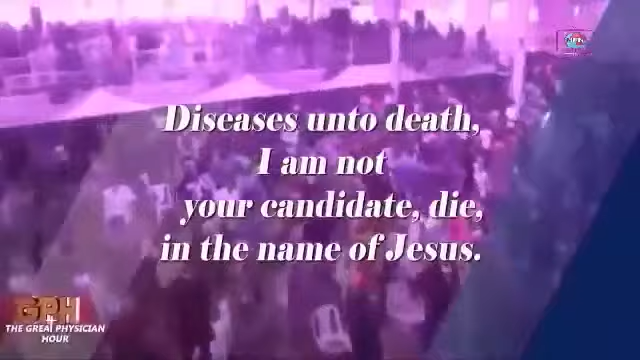 Diseases unto death,
I am not
your candidate, die,
in the name of Jesus.
GPH
THE GREAT PHYSICIAN
HOUR